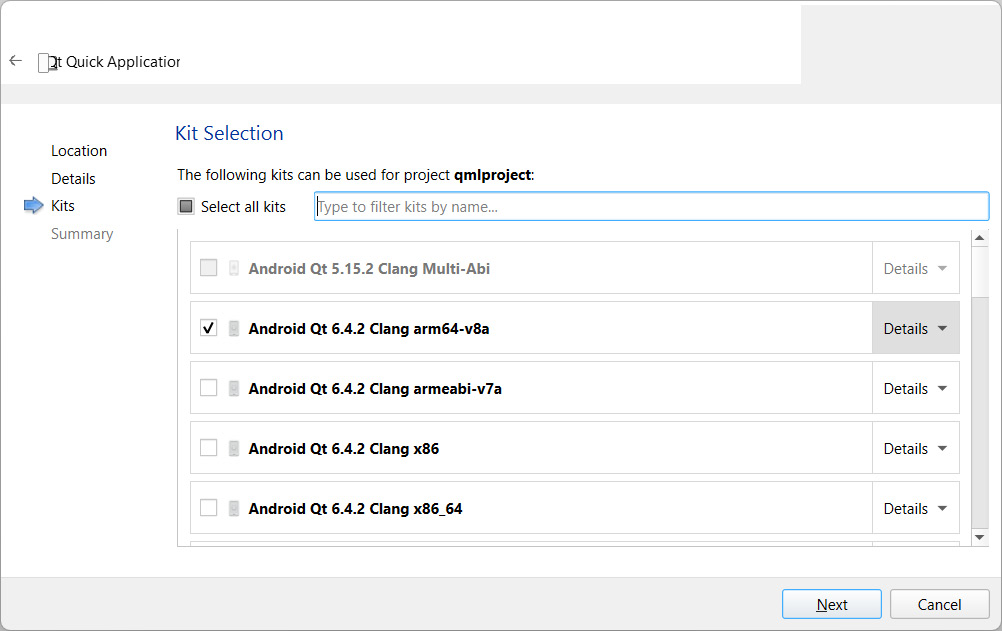 Qt Quick Application
Kit Selection
Location
Details
Kits
Summary
The following kits can be used for project qmlproject:
Select all kits
Type to filter kits by name...
Android Qt 5.15.2 Clang Multi-Abi
Details
Android Qt 6.4.2 Clang arm64-v8a
Details
Android Qt 6.4.2 Clang armeabi-v7a
Details
Android Qt 6.4.2 Clang x86
Details
Android Qt 6.4.2 Clang x86_64
Details
Next
Cancel